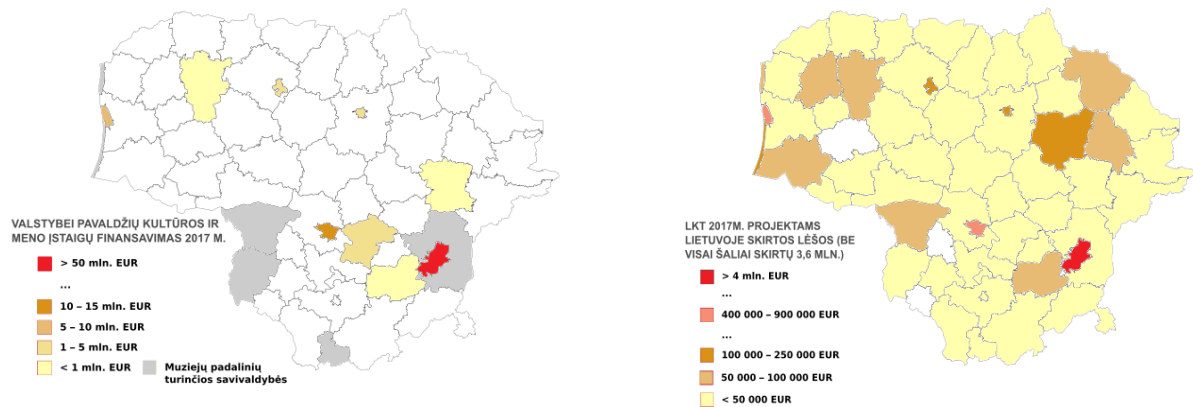 VALSTYBEI PAVALDŽIŲ KULTŪROS IR
MENO ĮSTAIGŲ FINANSAVIMAS 2017 M.
> 50 mln. EUR
...
10 – 15 mln. EUR
5 – 10 mln. EUR
1 – 5 mln. EUR
< 1 mln. EUR
Muziejų padalinių
turinčios savivaldybės
LKT 2017M. PROJEKTAMS
LIETUVOJE SKIRTOS LĖŠOS (BE
VISAI ŠALIAI SKIRTŲ 3,6 MLN.)
> 4 mln. EUR
...
400 000 – 900 000 EUR
...
100 000 – 250 000 EUR
50 000 – 100 000 EUR
< 50 000 EUR